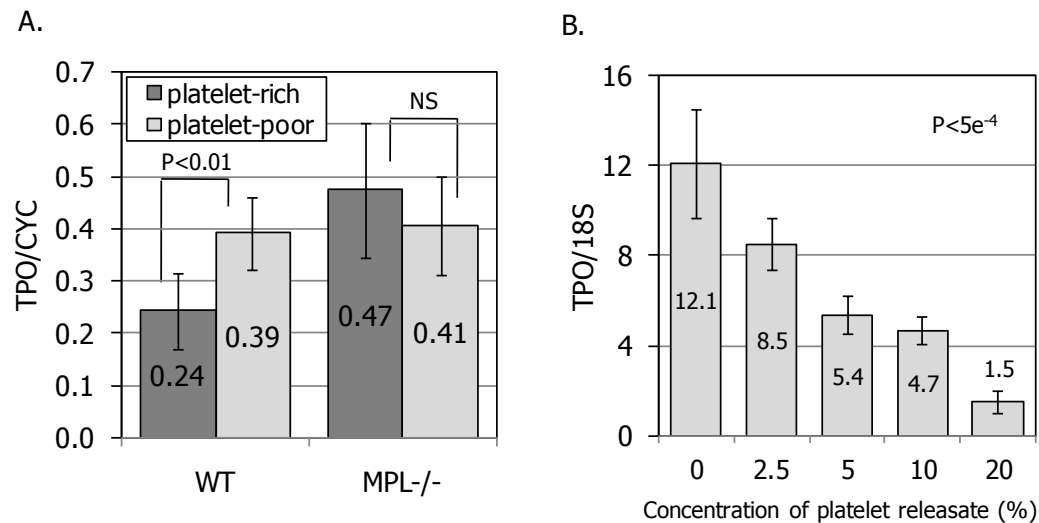 A.
TPO/CYC
0.7
0.6
0.5
0.4
0.3
0.2
0.1
0.0
platelet-rich
platelet-poor
P<0.01
NS
0.24
0.39
0.47
0.41
WT
MPL-/-
B.
TPO/18S
16
12
8
4
0
P<5e-4
12.1
8.5
5.4
4.7
1.5
0
2.5
5
10
20
Concentration of platelet releasate (%)